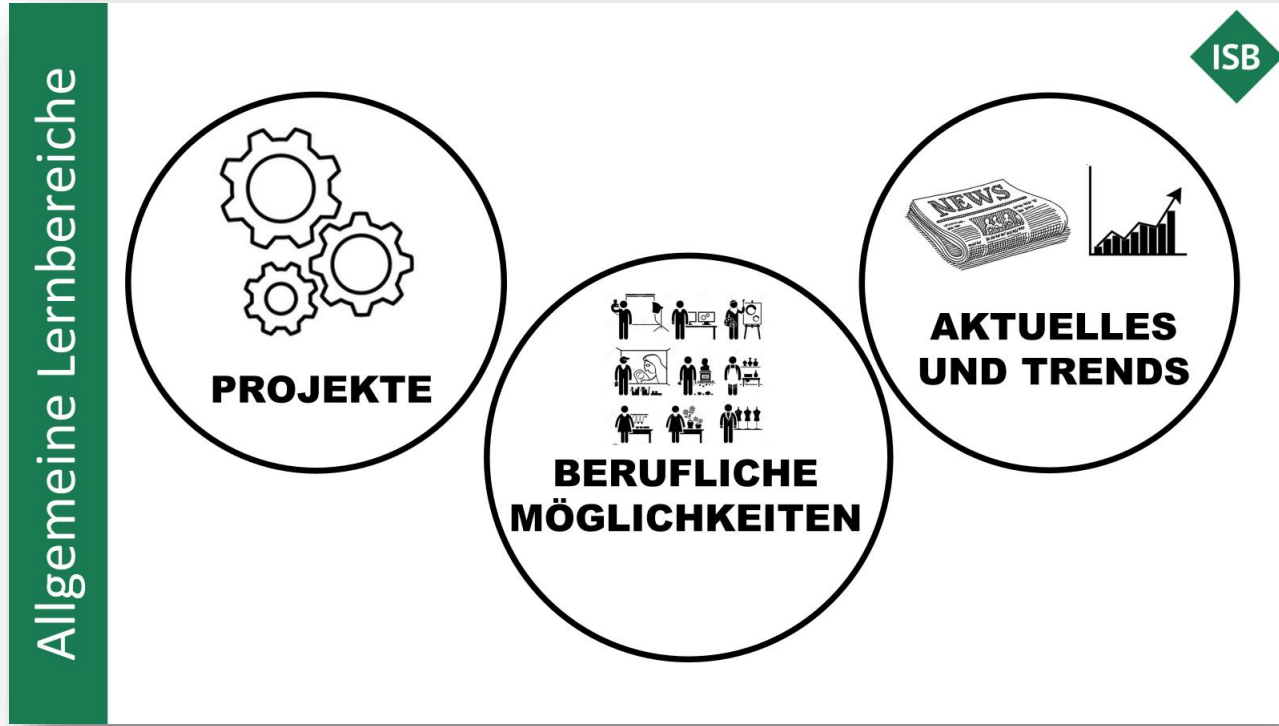 Allgemeine Lernbereiche
ISB
PROJEKTE
BERUFLICHE
MÖGLICHKEITEN
NEWS
AKTUELLES
UND TRENDS